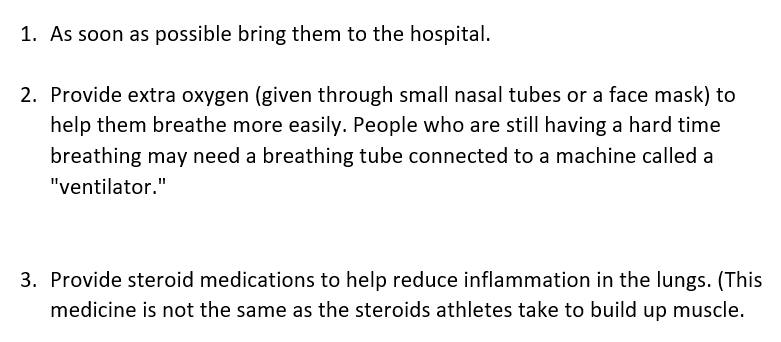 1. As soon as possible bring them to the hospital.
2. Provide extra oxygen (given through small nasal tubes or a face mask) to
help them breathe more easily. People who are still having a hard time
breathing may need a breathing tube connected to a machine called a
"ventilator."
3. Provide steroid medications to help reduce inflammation in the lungs. (This
medicine is not the same as the steroids athletes take to build up muscle.